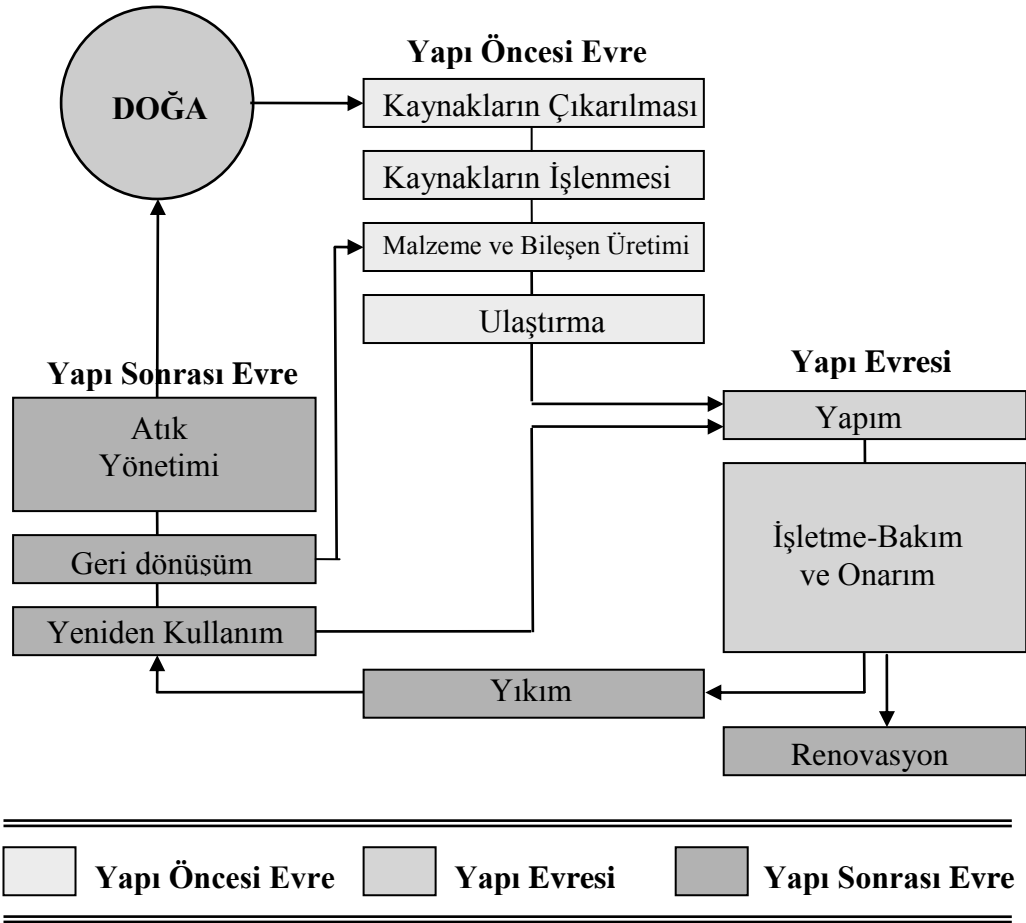 DOĞA
Yapı Öncesi Evre
Kaynakların Çıkarılması
Kaynakların İşlenmesi
Malzeme ve Bileşen Üretimi
Ulaştırma
Yapı Sonrası Evre
Atık
Yönetimi
Geri dönüsüm
Yeniden Kullanım
Yapı Evresi
Yapım
İşletme-Bakım
ve Onarım
Yıkım
Renovasyon
Yapı Öncesi Evre
Yapı Evresi
Yapı Sonrası Evre